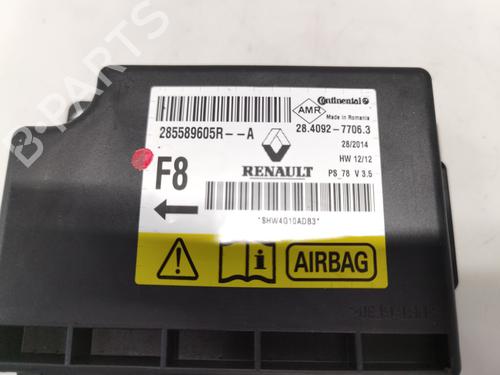 B-PARTS
AMR
Continental
Made in Romania
285589605R--A
28.4092-7706.3
28/2014
F8
RENAULT
HW 12/12
PS_78 V 3.5
*8HW4G10ADB3*
AIRBAG